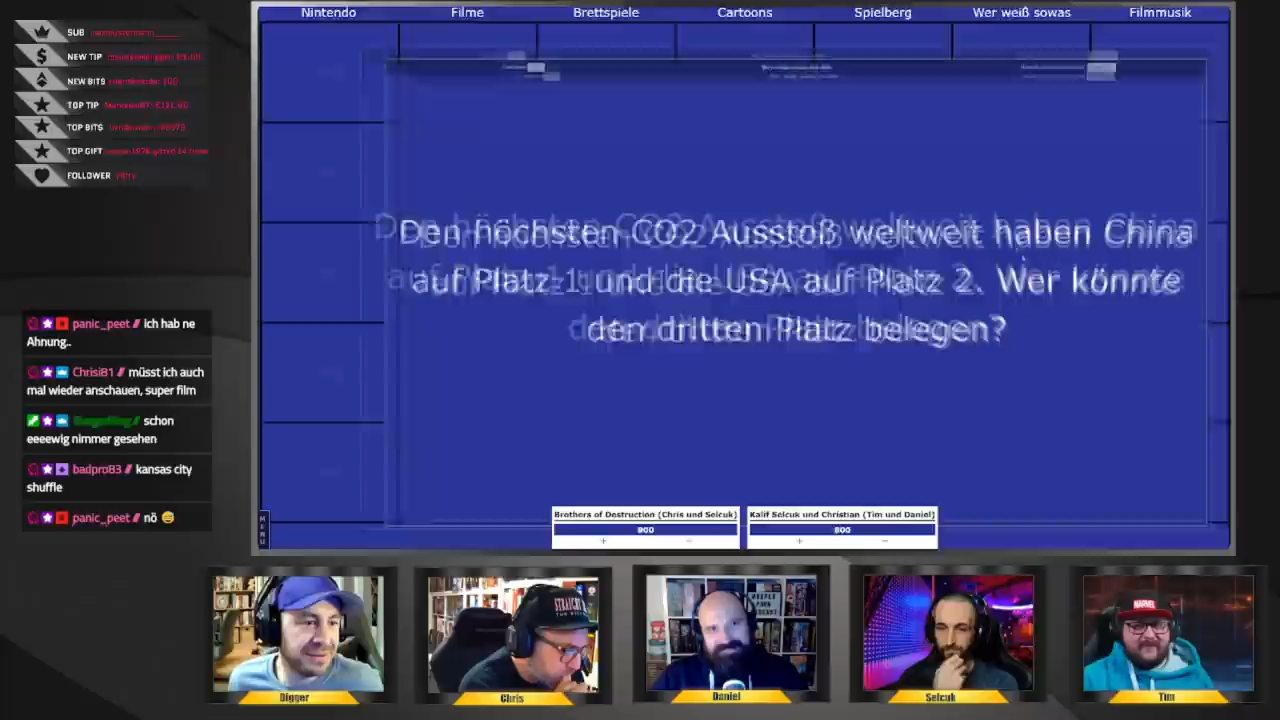 Nintendo
Filme
Brettspiele
Cartoons
Spielberg
Wer weiß sowas
Filmmusik
SUB
NEW TIP
NEW BITS
TOP TIP
TOP BITS
TOP GIFT
FOLLOWER
Den höchsten CO2 Ausstoß weltweit haben China
auf Platz 1 und die USA auf Platz 2. Wer könnte
den dritten Platz belegen?
panic_peet // ich hab ne
Ahnung..
Chrisi81 // müsst ich auch
mal wieder anschauen, super film
// schon
eeeewig nimmer gesehen
badpro83 // kansas city
shuffle
panic_peet // nö 😅
MENU
Brothers of Destruction (Chris und Selcuk)
900
+ −
Kalif Selcuk und Christian (Tim und Daniel)
800
+ −
STRAIGHT
MARVEL
Digger
Chris
Daniel
Selcuk
Tim